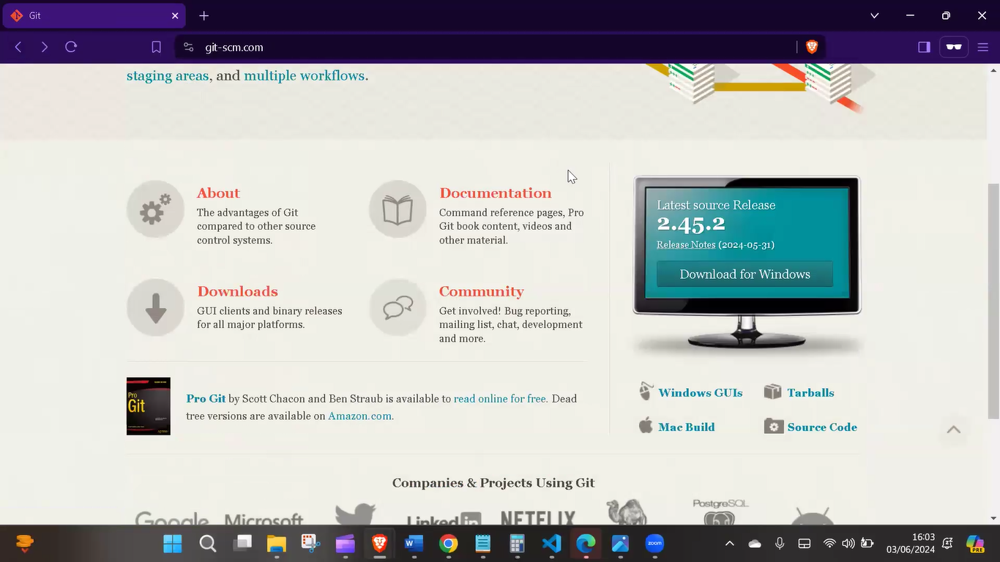 Git
git-scm.com
staging areas, and multiple workflows.
About
The advantages of Git
compared to other source
control systems.
Documentation
Command reference pages, Pro
Git book content, videos and
other material.
Downloads
GUI clients and binary releases
for all major platforms.
Community
Get involved! Bug reporting,
mailing list, chat, development
and more.
Latest source Release
2.45.2
Release Notes (2024-05-31)
Download for Windows
Windows GUIs
Tarballs
Mac Build
Source Code
Pro
Git
Pro Git by Scott Chacon and Ben Straub is available to read online for free. Dead
tree versions are available on Amazon.com.
Companies & Projects Using Git
Google Microsoft Linked in NETFLIX PostgreSQL
W
zoom
16:03
03/06/2024
PRE